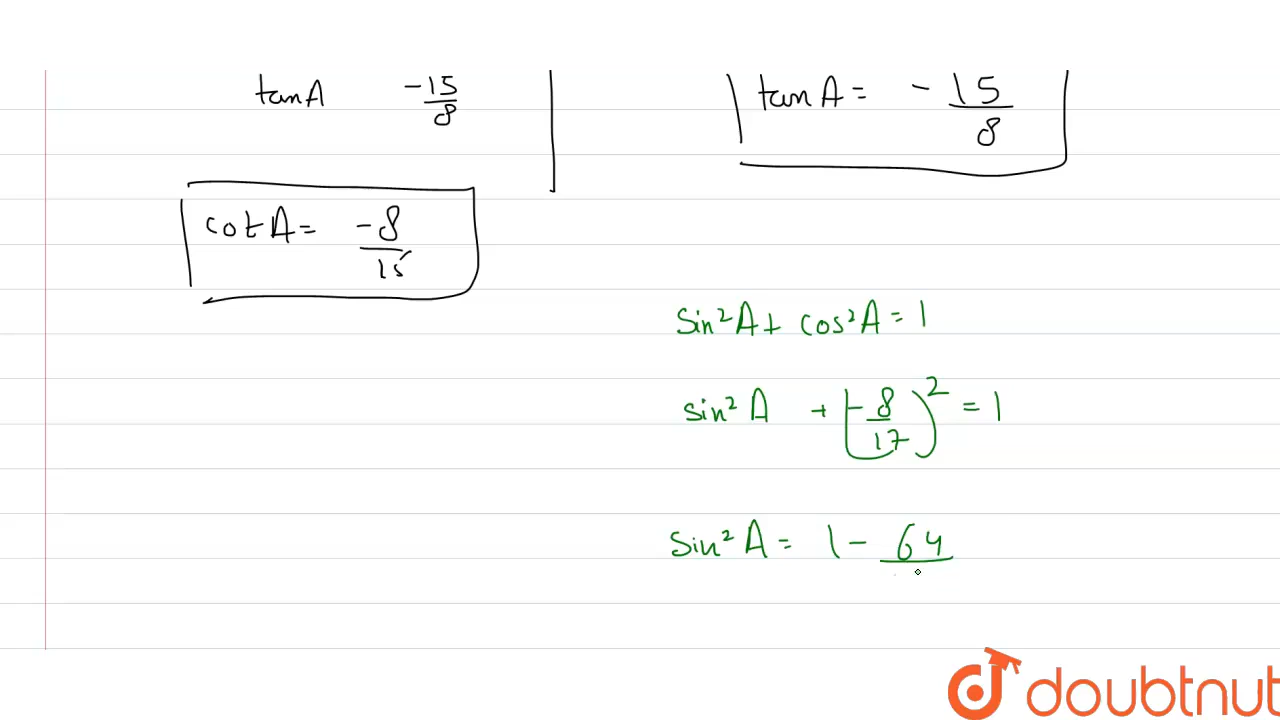 tanA -15/8
cotA = -8/15
tanA = -15/8
sin²A + cos²A = 1
sin²A + (-8/17)² = 1
sin²A = 1 - 64
doubtnut